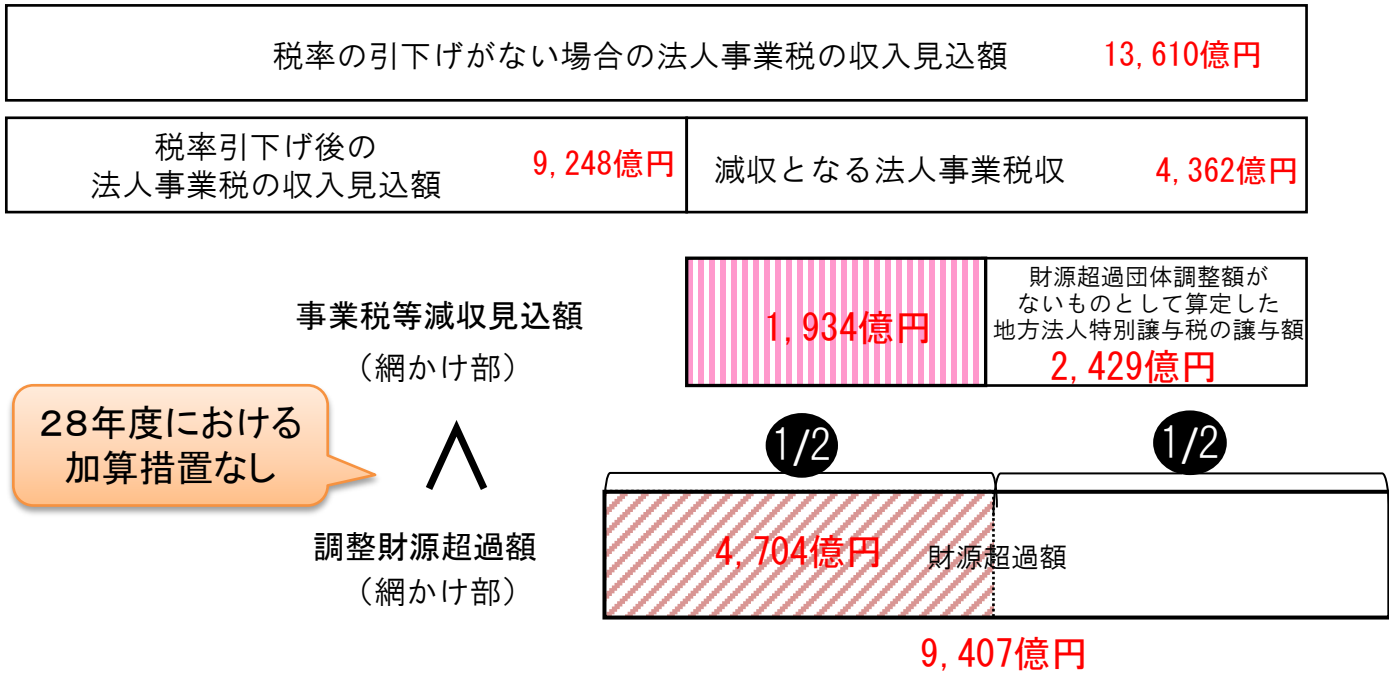 税率の引下げがない場合の法人事業税の収入見込額 13,610億円
税率引下げ後の
法人事業税の収入見込額
9,248億円
減収となる法人事業税収 4,362億円
事業税等減収見込額
（網かけ部）
1,934億円
財源超過団体調整額が
ないものとして算定した
地方法人特別譲与税の譲与額
2,429億円
28年度における
加算措置なし
∧
1/2
1/2
調整財源超過額
（網かけ部）
4,704億円
財源超過額
9,407億円